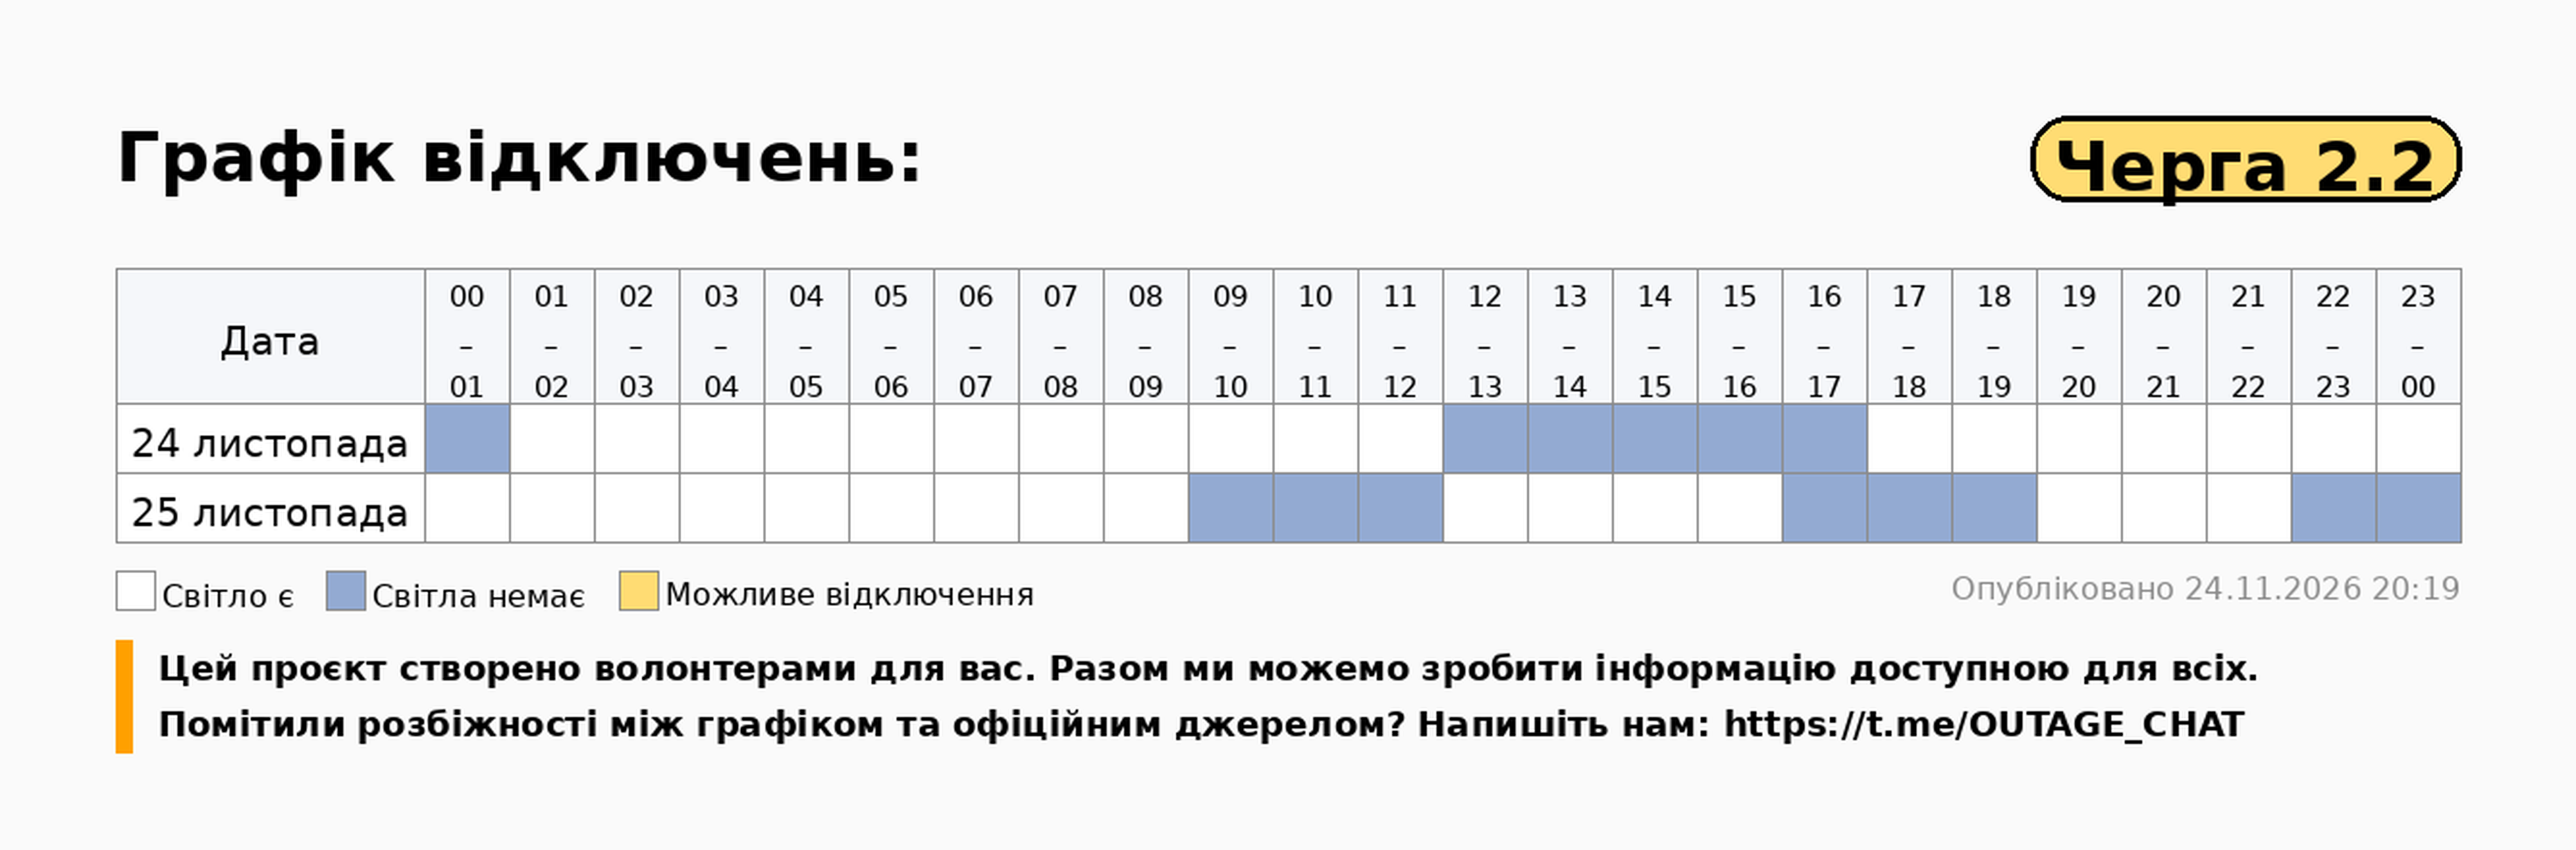 Графік відключень:
Черга 2.2
Дата 00 – 01 01 – 02 02 – 03 03 – 04 04 – 05 05 – 06 06 – 07 07 – 08 08 – 09 09 – 10 10 – 11 11 – 12 12 – 13 13 – 14 14 – 15 15 – 16 16 – 17 17 – 18 18 – 19 19 – 20 20 – 21 21 – 22 22 – 23 23 – 00
24 листопада
25 листопада
Світло є Світла немає Можливе відключення
Опубліковано 24.11.2026 20:19
Цей проєкт створено волонтерами для вас. Разом ми можемо зробити інформацію доступною для всіх.
Помітили розбіжності між графіком та офіційним джерелом? Напишіть нам: https://t.me/OUTAGE_CHAT